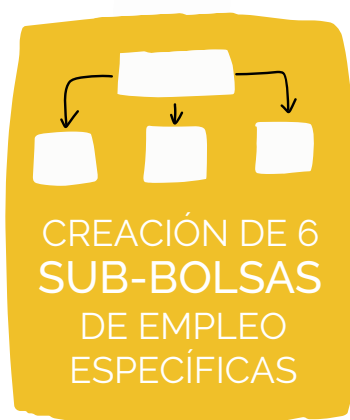 CREACIÓN DE 6
SUB-BOLSAS
DE EMPLEO
ESPECÍFICAS